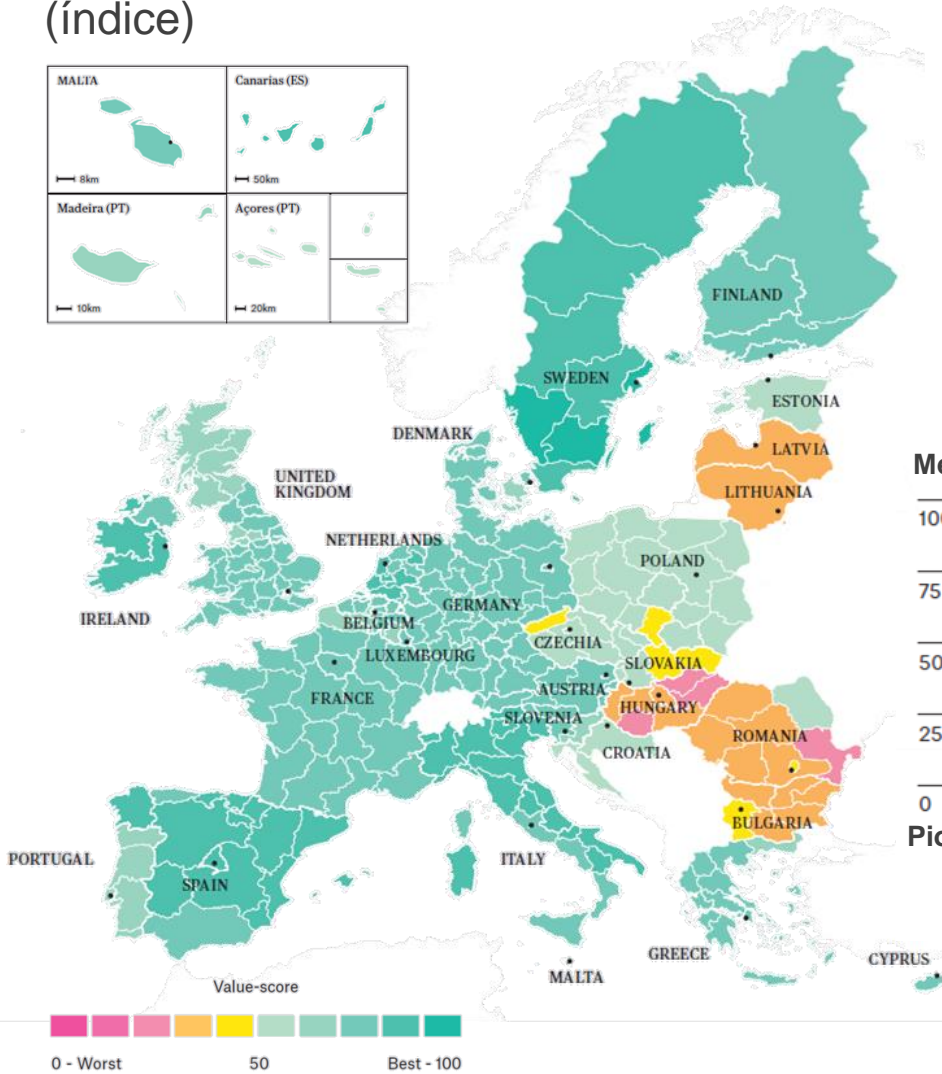 (índice)
MALTA
8km
Canarias (ES)
50km
Madeira (PT)
10km
Açores (PT)
20km
FINLAND
SWEDEN
ESTONIA
DENMARK
LATVIA
LITHUANIA
UNITED
KINGDOM
NETHERLANDS
POLAND
IRELAND
GERMANY
BELGIUM
CZECHIA
LUXEMBOURG
SLOVAKIA
AUSTRIA
FRANCE
HUNGARY
SLOVENIA
ROMANIA
CROATIA
BULGARIA
PORTUGAL
ITALY
SPAIN
GREECE
CYPRUS
MALTA
75
50
25
0
Value-score
0 - Worst
50
Best - 100